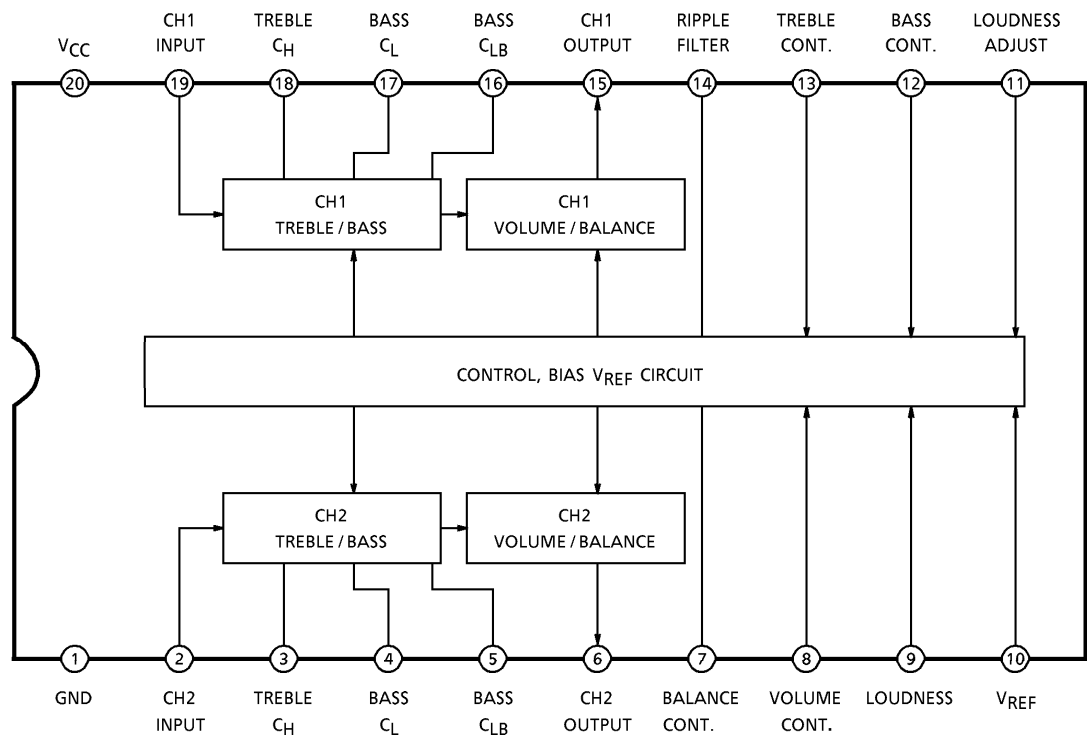 VCC
CH1
INPUT
TREBLE
CH
BASS
CL
BASS
CLB
CH1
OUTPUT
RIPPLE
FILTER
TREBLE
CONT.
BASS
CONT.
LOUDNESS
ADJUST
20 19 18 17 16 15 14 13 12 11
CH1
TREBLE / BASS
CH1
VOLUME / BALANCE
CONTROL, BIAS VREF CIRCUIT
CH2
TREBLE / BASS
CH2
VOLUME / BALANCE
1 2 3 4 5 6 7 8 9 10
GND
CH2
INPUT
TREBLE
CH
BASS
CL
BASS
CLB
CH2
OUTPUT
BALANCE
CONT.
VOLUME
CONT.
LOUDNESS
VREF